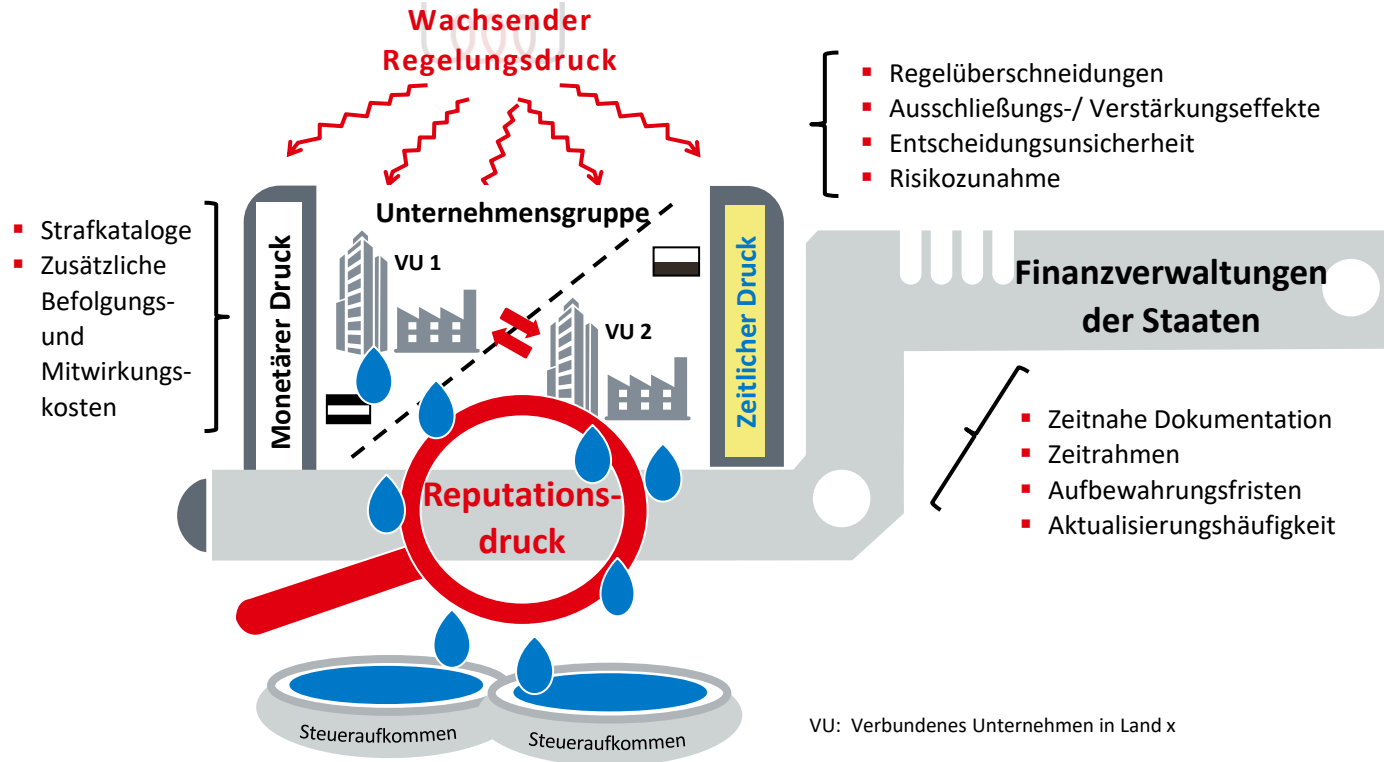 Wachsender
Regelungsdruck
Regelüberschneidungen
Ausschließungs-/ Verstärkungseffekte
Entscheidungsunsicherheit
Risikozunahme
Strafkataloge
Zusätzliche
Befolgungs-
und
Mitwirkungs-
kosten
Monetärer Druck
Unternehmensgruppe
VU 1
VU 2
Zeitlicher Druck
Finanzverwaltungen
der Staaten
Zeitnahe Dokumentation
Zeitrahmen
Aufbewahrungsfristen
Aktualisierungshäufigkeit
Reputations-
druck
Steueraufkommen
Steueraufkommen
VU: Verbundenes Unternehmen in Land x